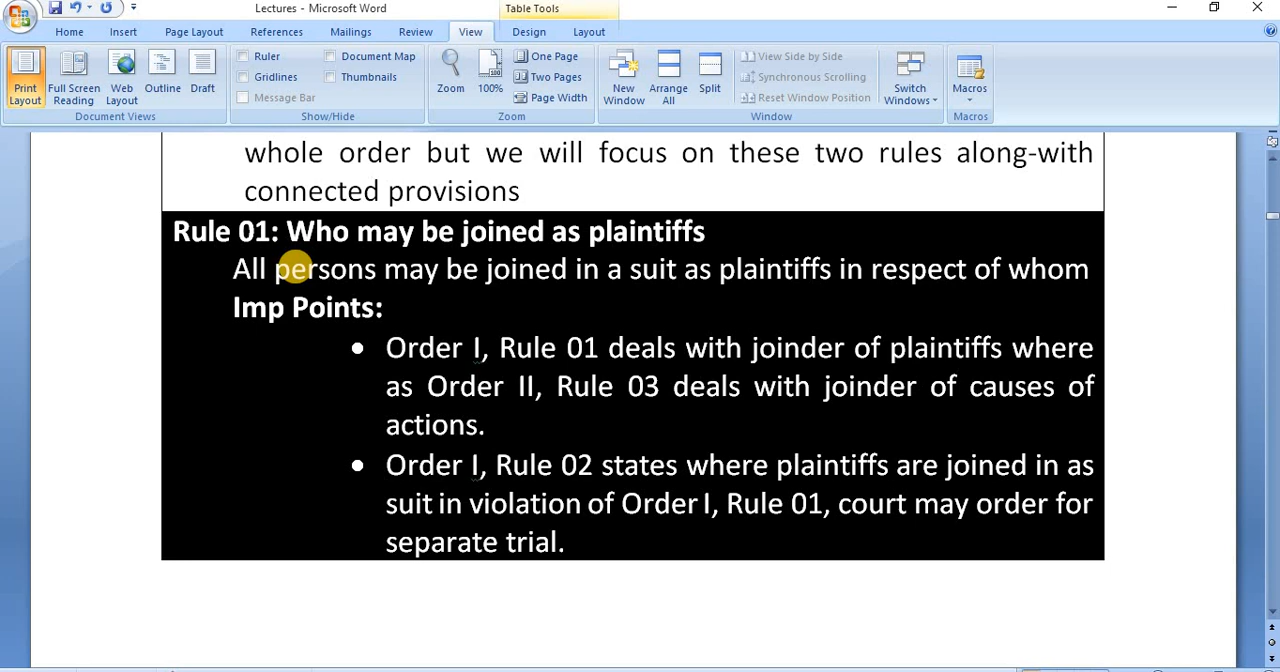 Lectures - Microsoft Word
Table Tools
Home Insert Page Layout References Mailings Review View Design Layout
Print Layout
Full Screen Reading
Web Layout
Outline
Draft
Document Views
Ruler
Gridlines
Message Bar
Document Map
Thumbnails
Show/Hide
Zoom
100%
One Page
Two Pages
Page Width
Zoom
New Window
Arrange All
Split
View Side by Side
Synchronous Scrolling
Reset Window Position
Switch Windows
Window
Macros
Macros
whole order but we will focus on these two rules along-with
connected provisions
Rule 01: Who may be joined as plaintiffs
All persons may be joined in a suit as plaintiffs in respect of whom
Imp Points:
• Order I, Rule 01 deals with joinder of plaintiffs where
as Order II, Rule 03 deals with joinder of causes of
actions.
• Order I, Rule 02 states where plaintiffs are joined in as
suit in violation of Order I, Rule 01, court may order for
separate trial.